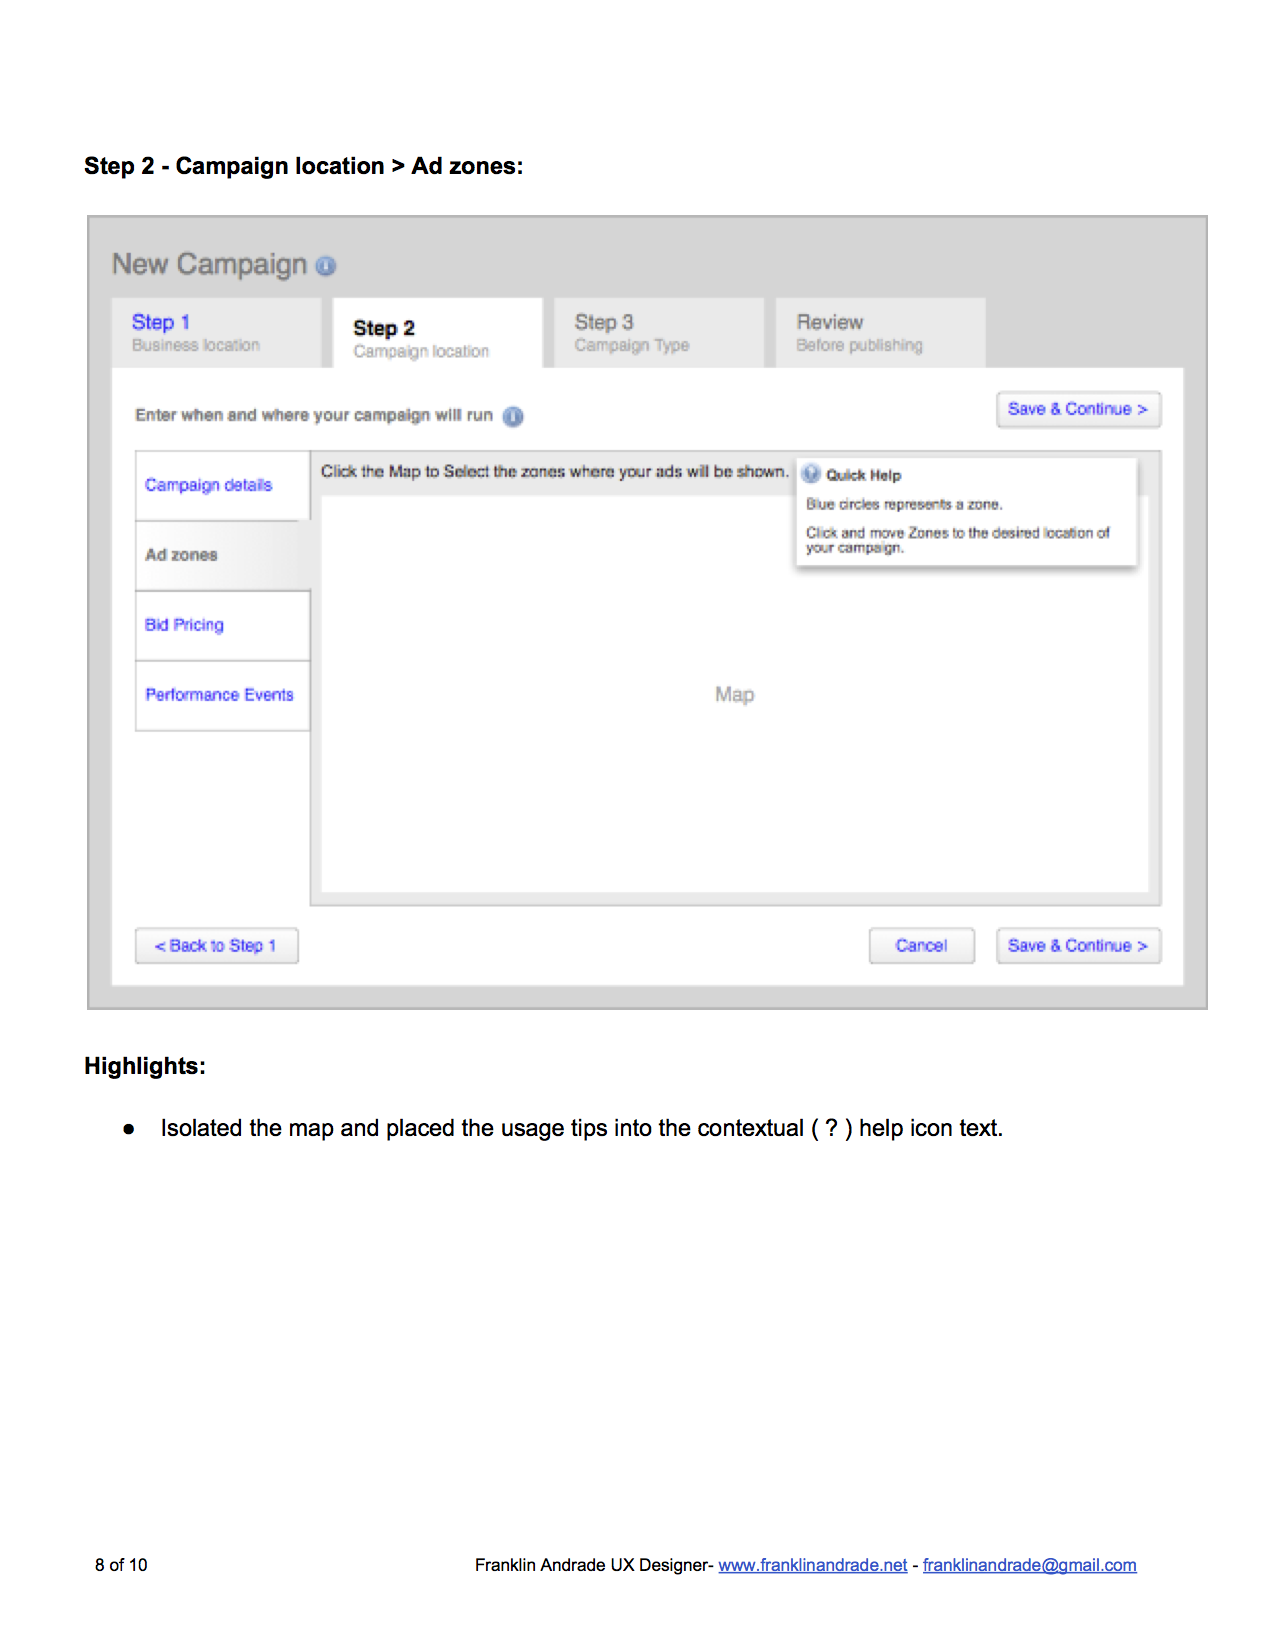 Step 2 - Campaign location > Ad zones:
New Campaign
Step 1
Business location
Step 2
Campaign location
Step 3
Campaign Type
Review
Before publishing
Enter when and where your campaign will run
Save & Continue >
Campaign details
Ad zones
Bid Pricing
Performance Events
Click the Map to Select the zones where your ads will be shown.
Quick Help
Blue circles represents a zone.
Click and move Zones to the desired location of
your campaign.
Map
< Back to Step 1
Cancel
Save & Continue >
Highlights:
● Isolated the map and placed the usage tips into the contextual ( ? ) help icon text.
8 of 10
Franklin Andrade UX Designer- www.franklinandrade.net - franklinandrade@gmail.com